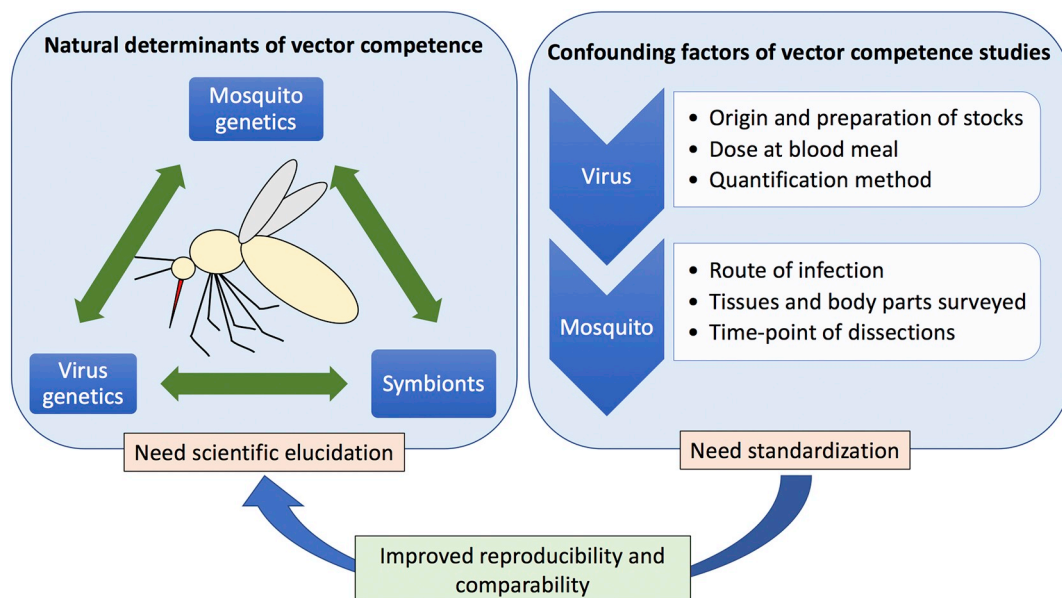 Natural determinants of vector competence
Mosquito
genetics
Virus
genetics
Symbionts
Need scientific elucidation
Confounding factors of vector competence studies
Virus
• Origin and preparation of stocks
• Dose at blood meal
• Quantification method
Mosquito
• Route of infection
• Tissues and body parts surveyed
• Time-point of dissections
Need standardization
Improved reproducibility and
comparability